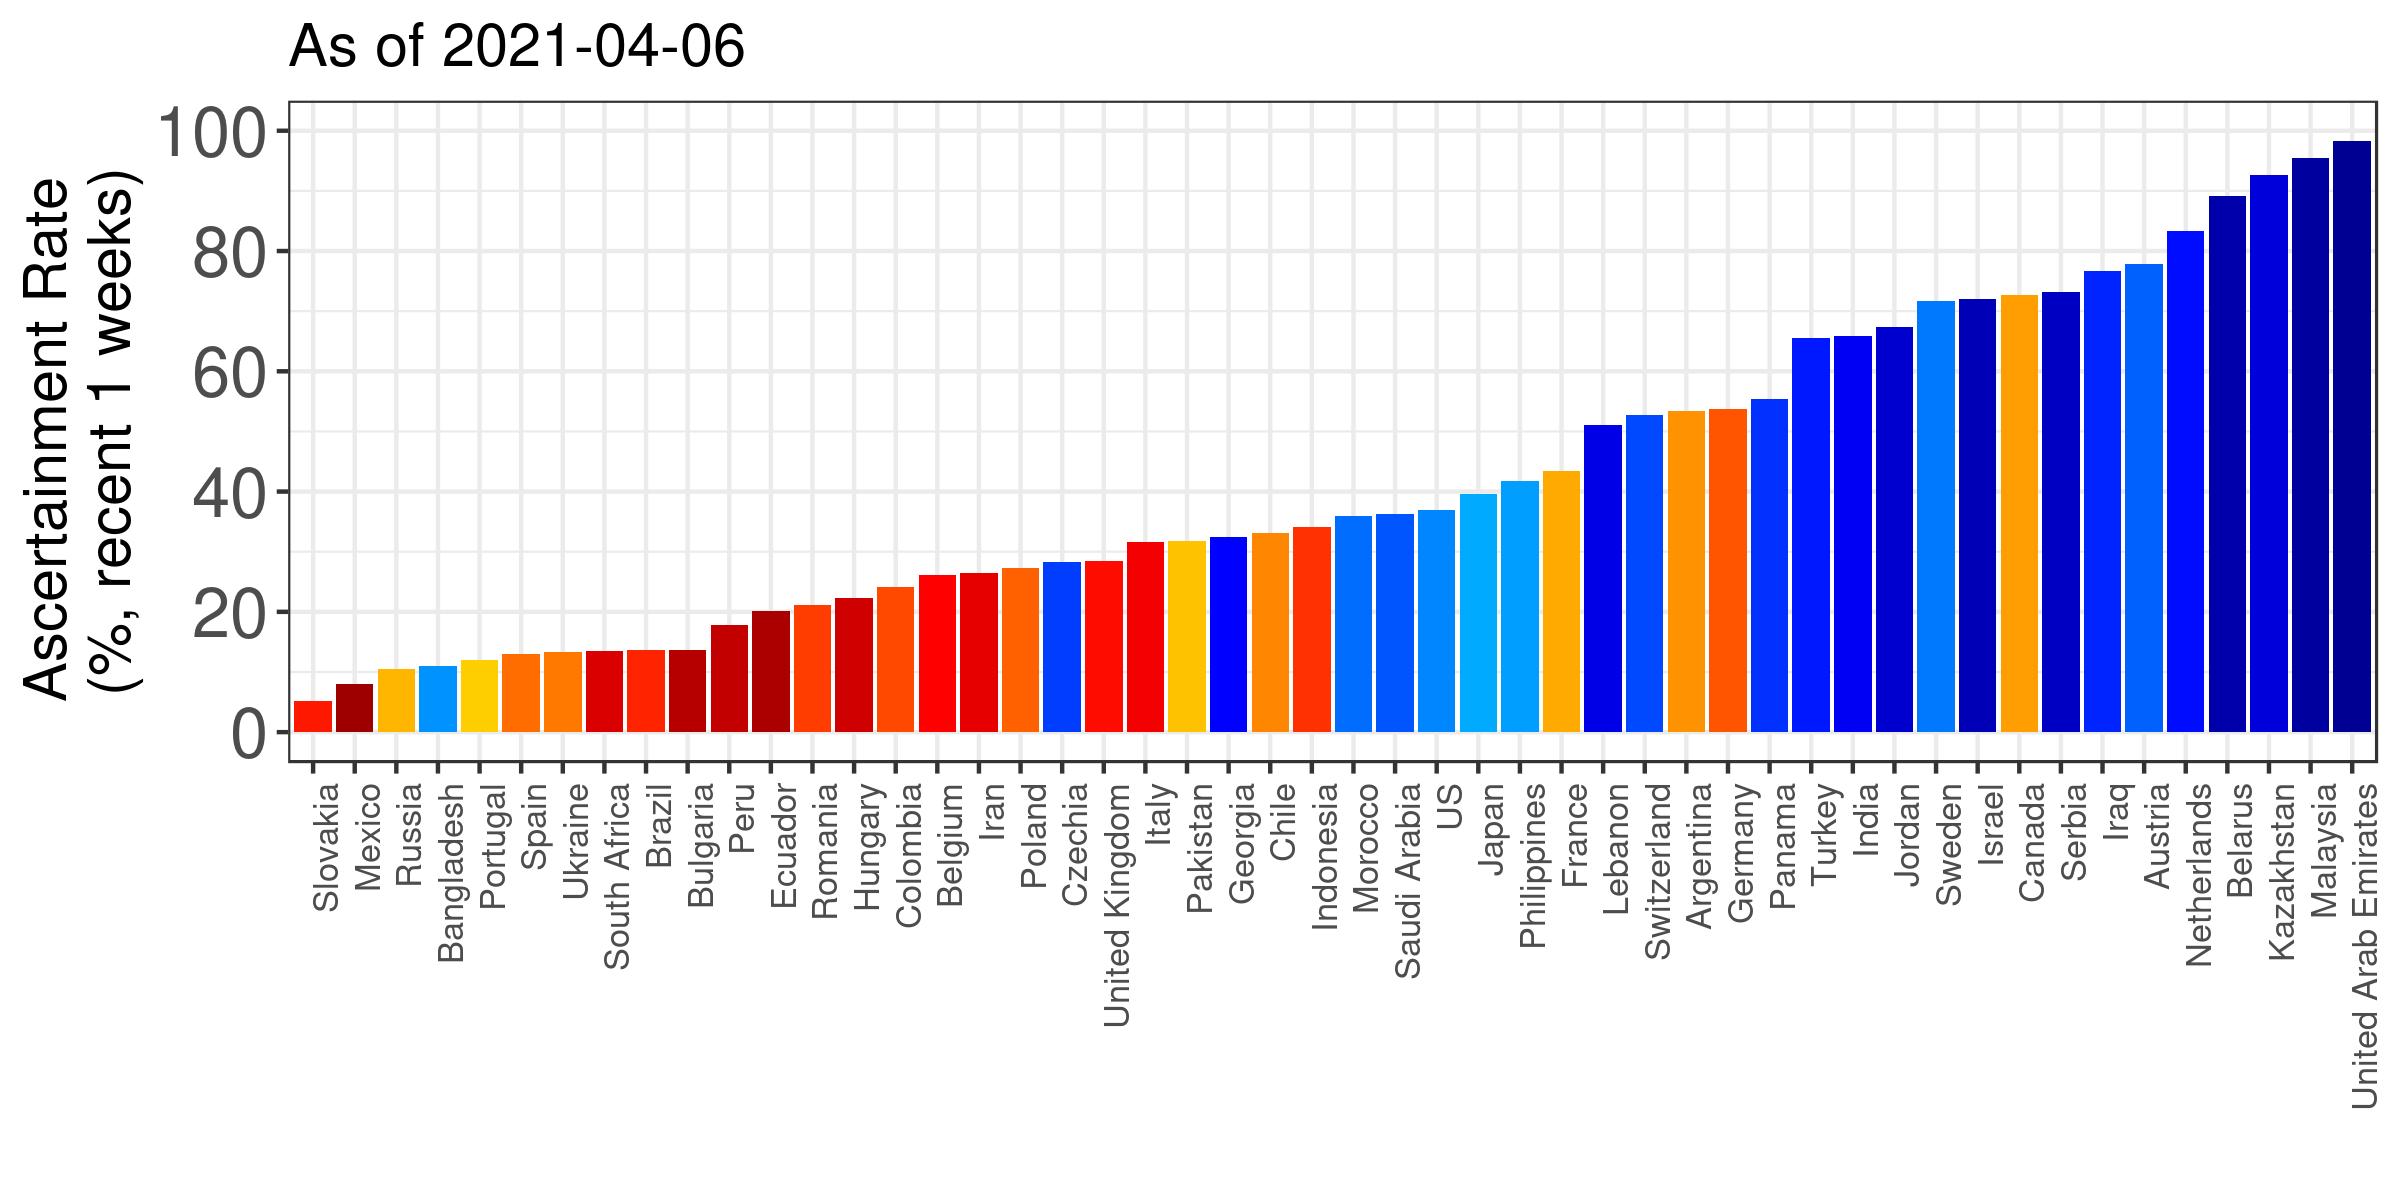 As of 2021-04-06
Ascertainment Rate
(%, recent 1 weeks)
100
80
60
40
20
0
Slovakia
Mexico
Russia
Bangladesh
Portugal
Spain
Ukraine
South Africa
Brazil
Bulgaria
Peru
Ecuador
Romania
Hungary
Colombia
Belgium
Iran
Poland
Czechia
United Kingdom
Italy
Pakistan
Georgia
Chile
Indonesia
Morocco
Saudi Arabia
US
Japan
Philippines
France
Lebanon
Switzerland
Argentina
Germany
Panama
Turkey
India
Jordan
Sweden
Israel
Canada
Serbia
Iraq
Austria
Netherlands
Belarus
Kazakhstan
Malaysia
United Arab Emirates